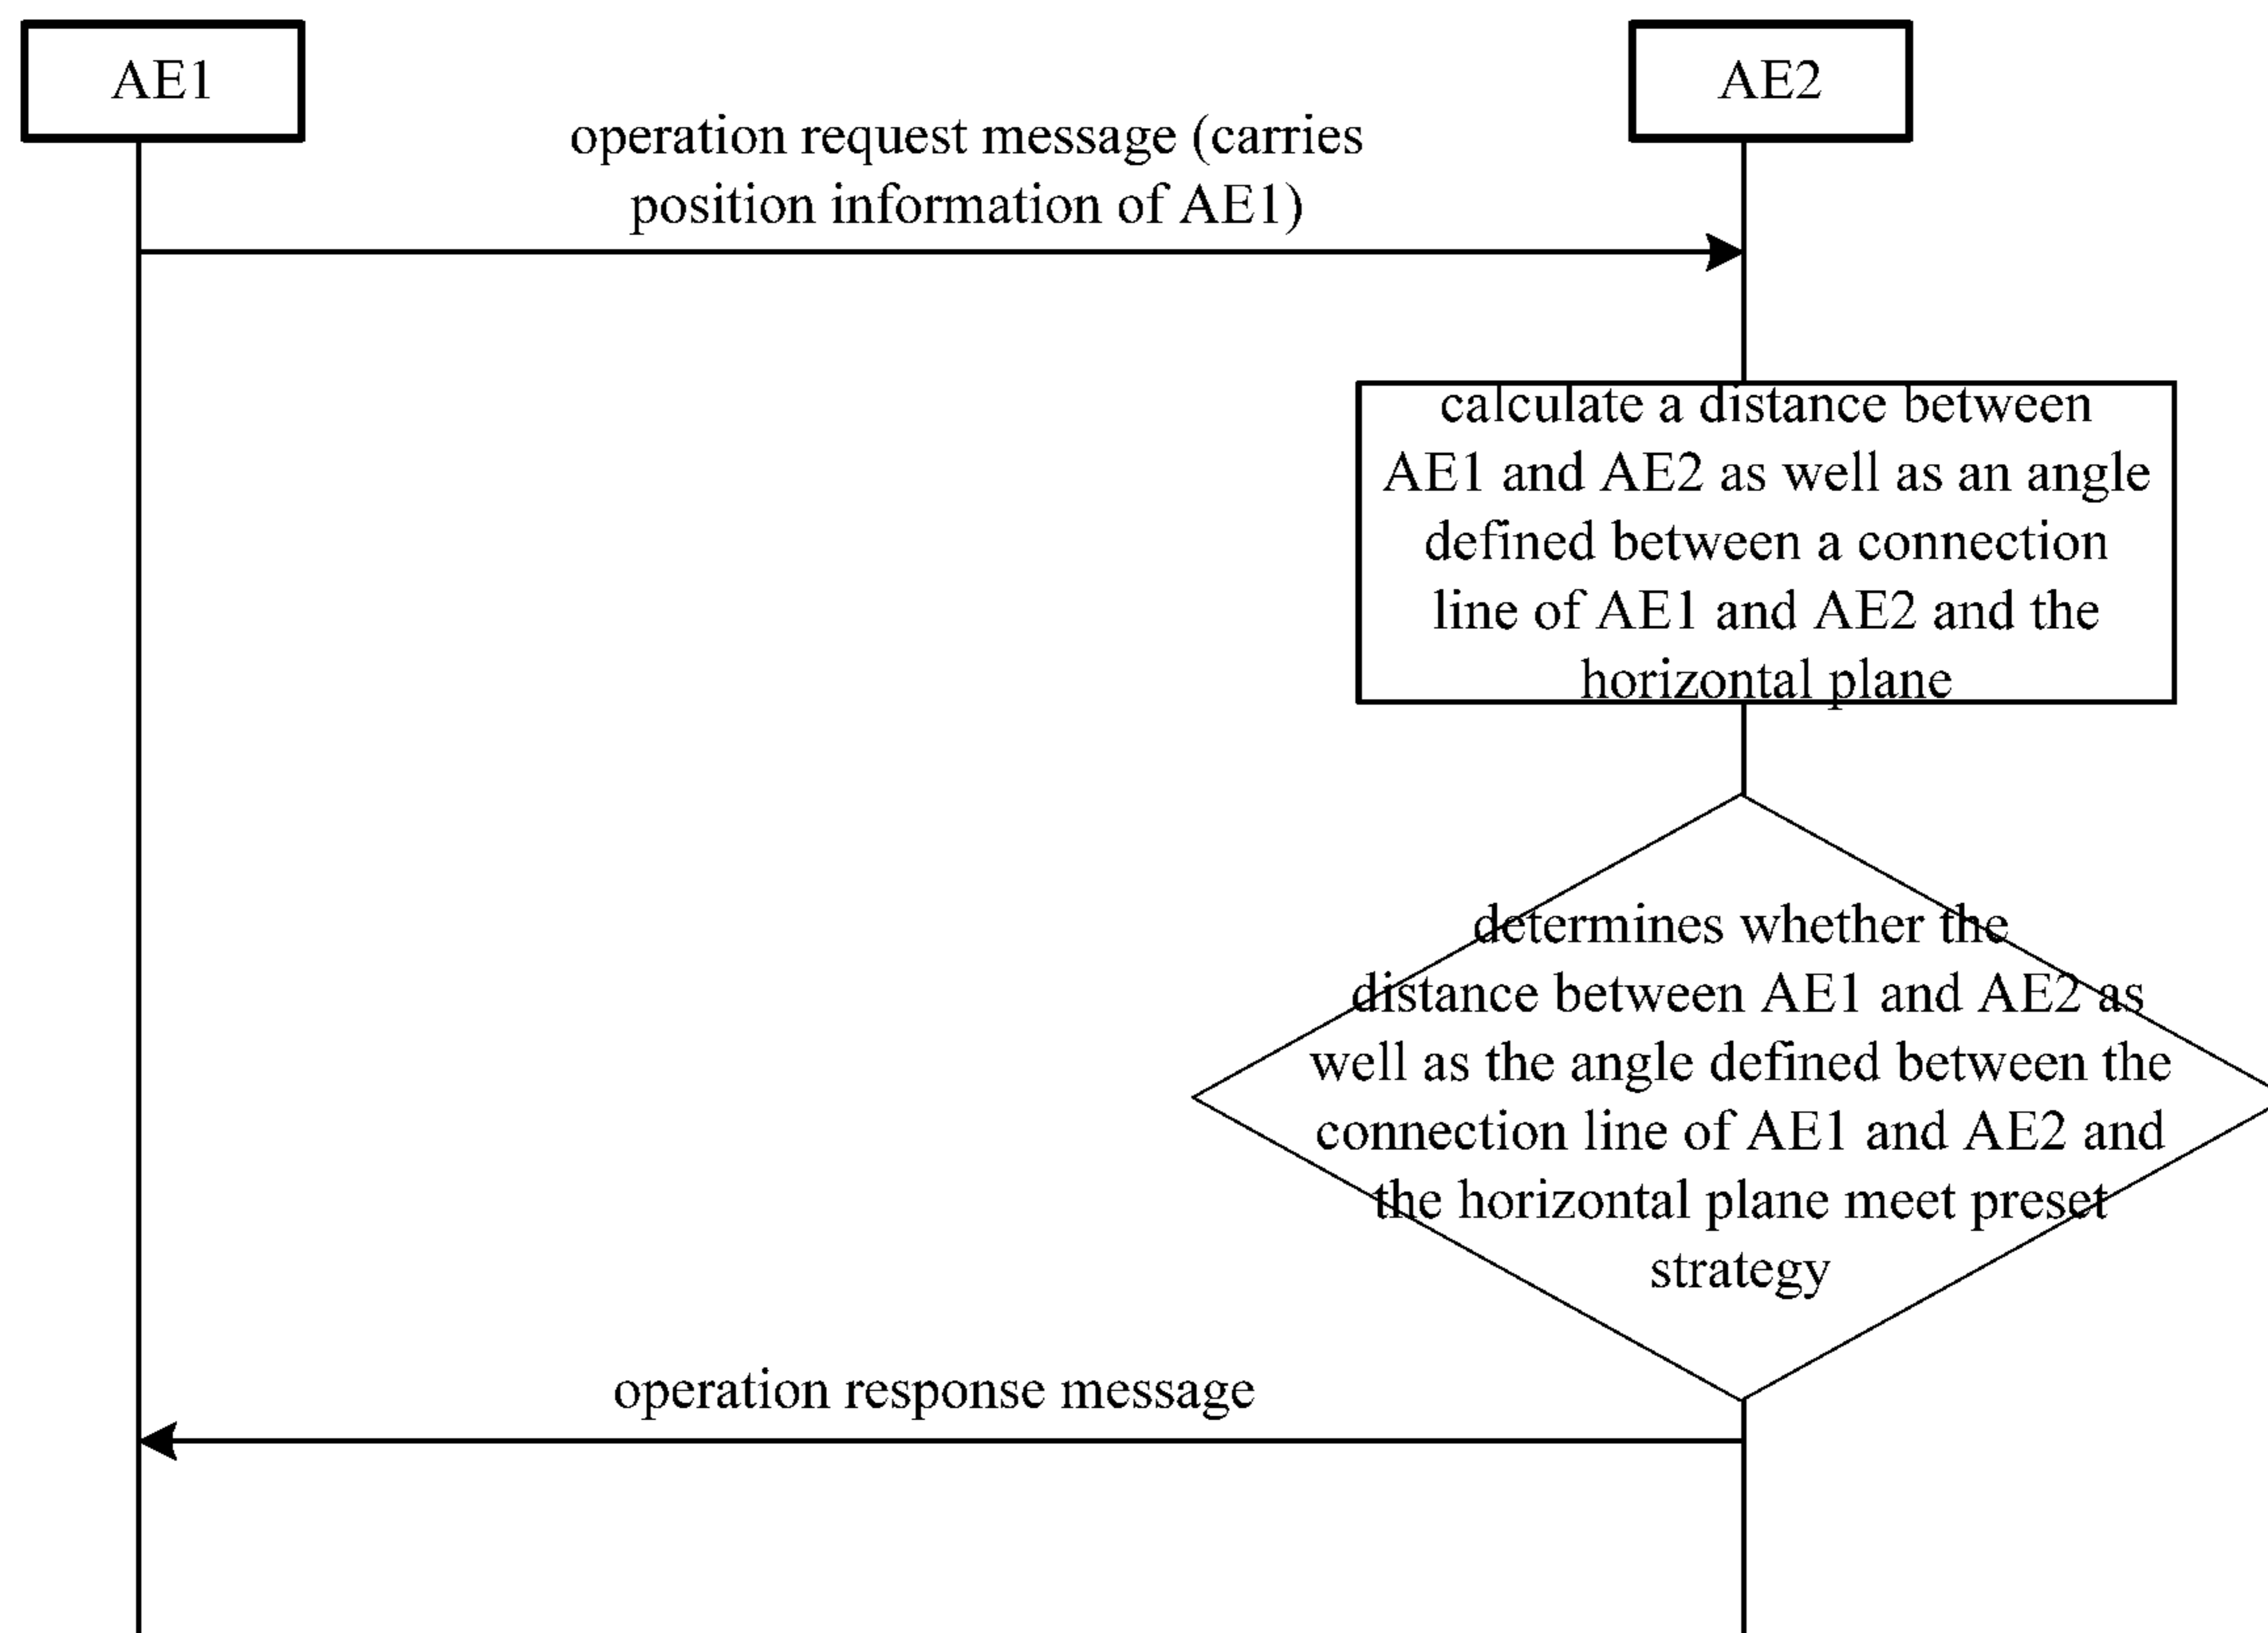 AE1
AE2
operation request message (carries
position information of AE1)
calculate a distance between
AE1 and AE2 as well as an angle
defined between a connection
line of AE1 and AE2 and the
horizontal plane
determines whether the
distance between AE1 and AE2 as
well as the angle defined between the
connection line of AE1 and AE2 and
the horizontal plane meet preset
strategy
operation response message